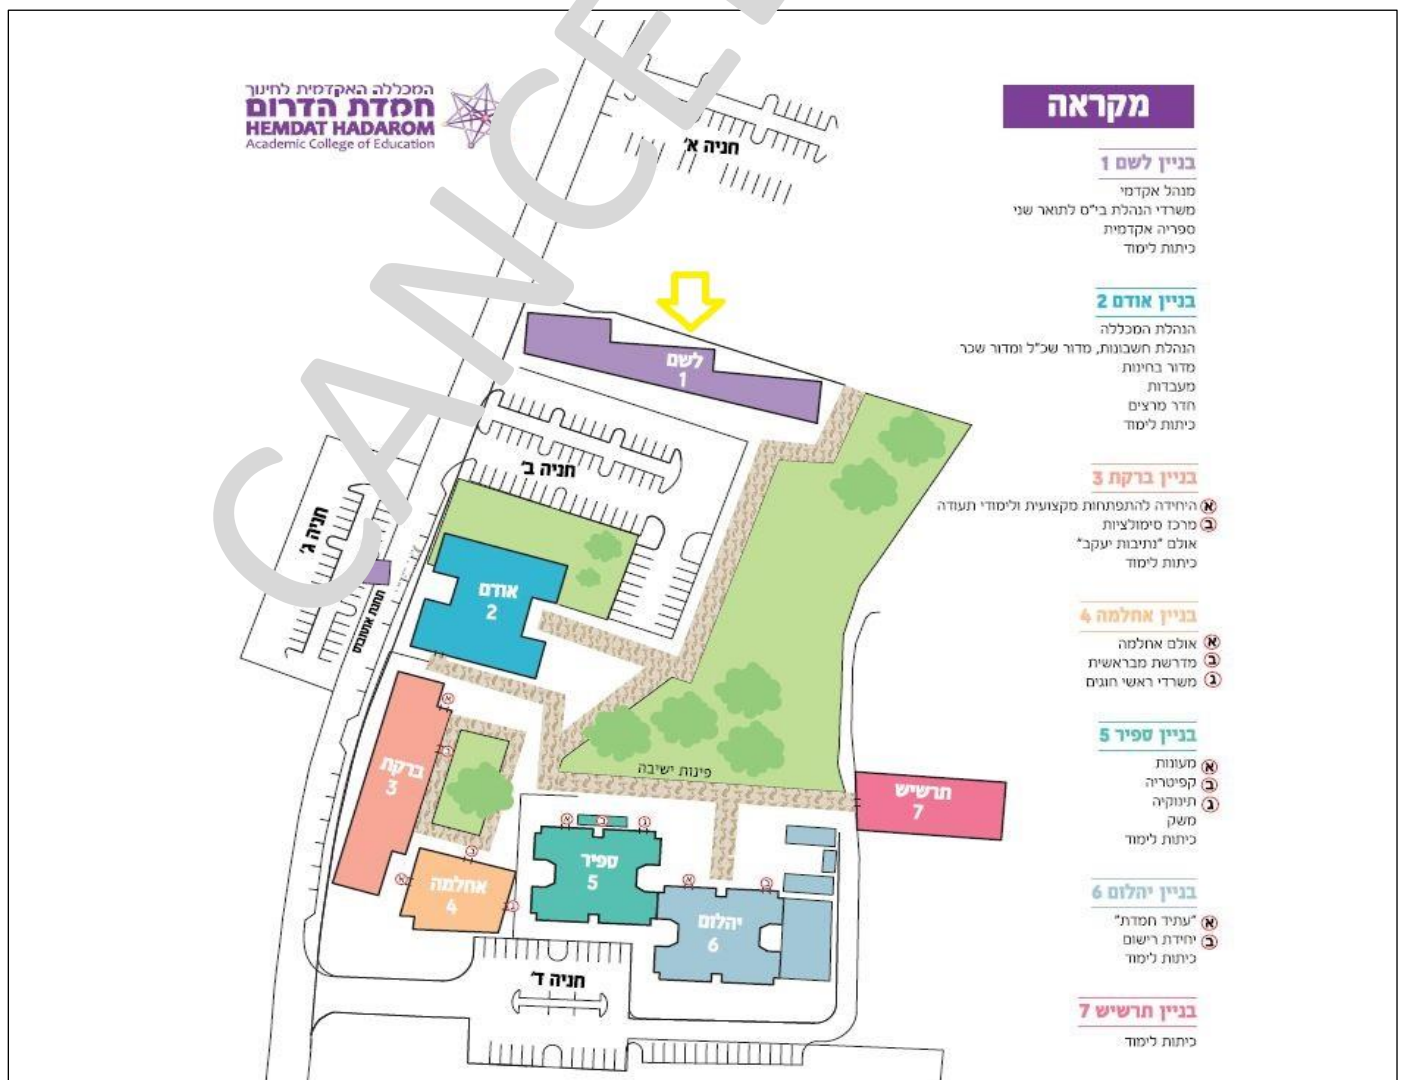 המכללה האקדמית לחינוך
חמדת הדרום
HEMDAT HADAROM
Academic College of Education
CANCE
מקראה
בניין לשם 1
מנהל אקדמי
משרדי הנהלת בי"ס לתואר שני
ספריה אקדמית
כיתות לימוד
בניין אודם 2
הנהלת המכללה
הנהלת חשבונות, מדור שכ"ל ומדור שכר
מדור בחינות
מעבדות
חדר מרצים
כיתות לימוד
בניין ברקת 3
א היחידה להתפתחות מקצועית ולימודי תעודה
ב מרכז סימולציות
אולם "נתיבות יעקב"
כיתות לימוד
בניין אחלמה 4
א אולם אחלמה
ב מדרשת מבראשית
ג משרדי ראשי חוגים
בניין ספיר 5
א מעונות
ב קפיטריה
ג תינוקיה
משק
כיתות לימוד
בניין יהלום 6
א "עתיד חמדת"
ב יחידת רישום
כיתות לימוד
בניין תרשיש 7
כיתות לימוד
חניה א'
לשם
1
חניה ב'
חניה ג'
תחנת אוטובוס
אודם
2
א
ב
ברקת
3
פינות ישיבה
תרשיש
7
א
ב
ג
אחלמה
4
א
ב
ג
ספיר
5
א
ב
יהלום
6
חניה ד'